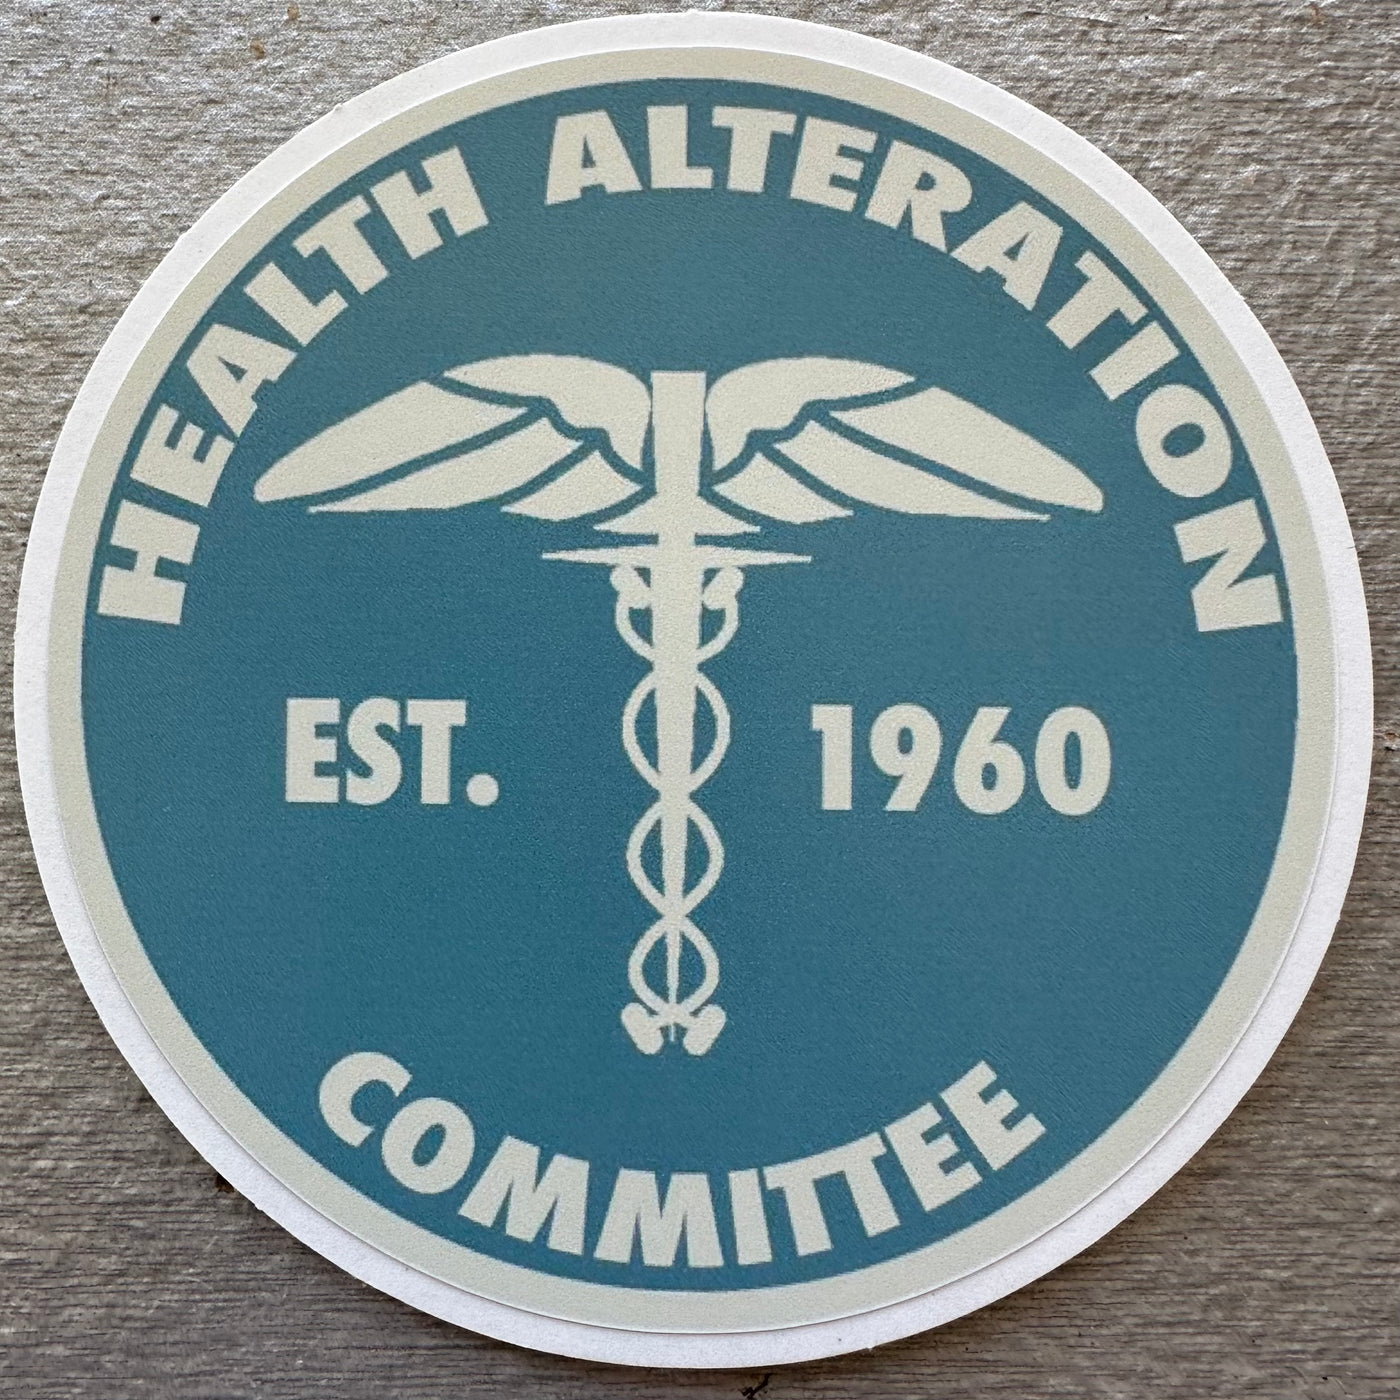 HEALTH ALTERATION
EST. 1960
COMMITTEE